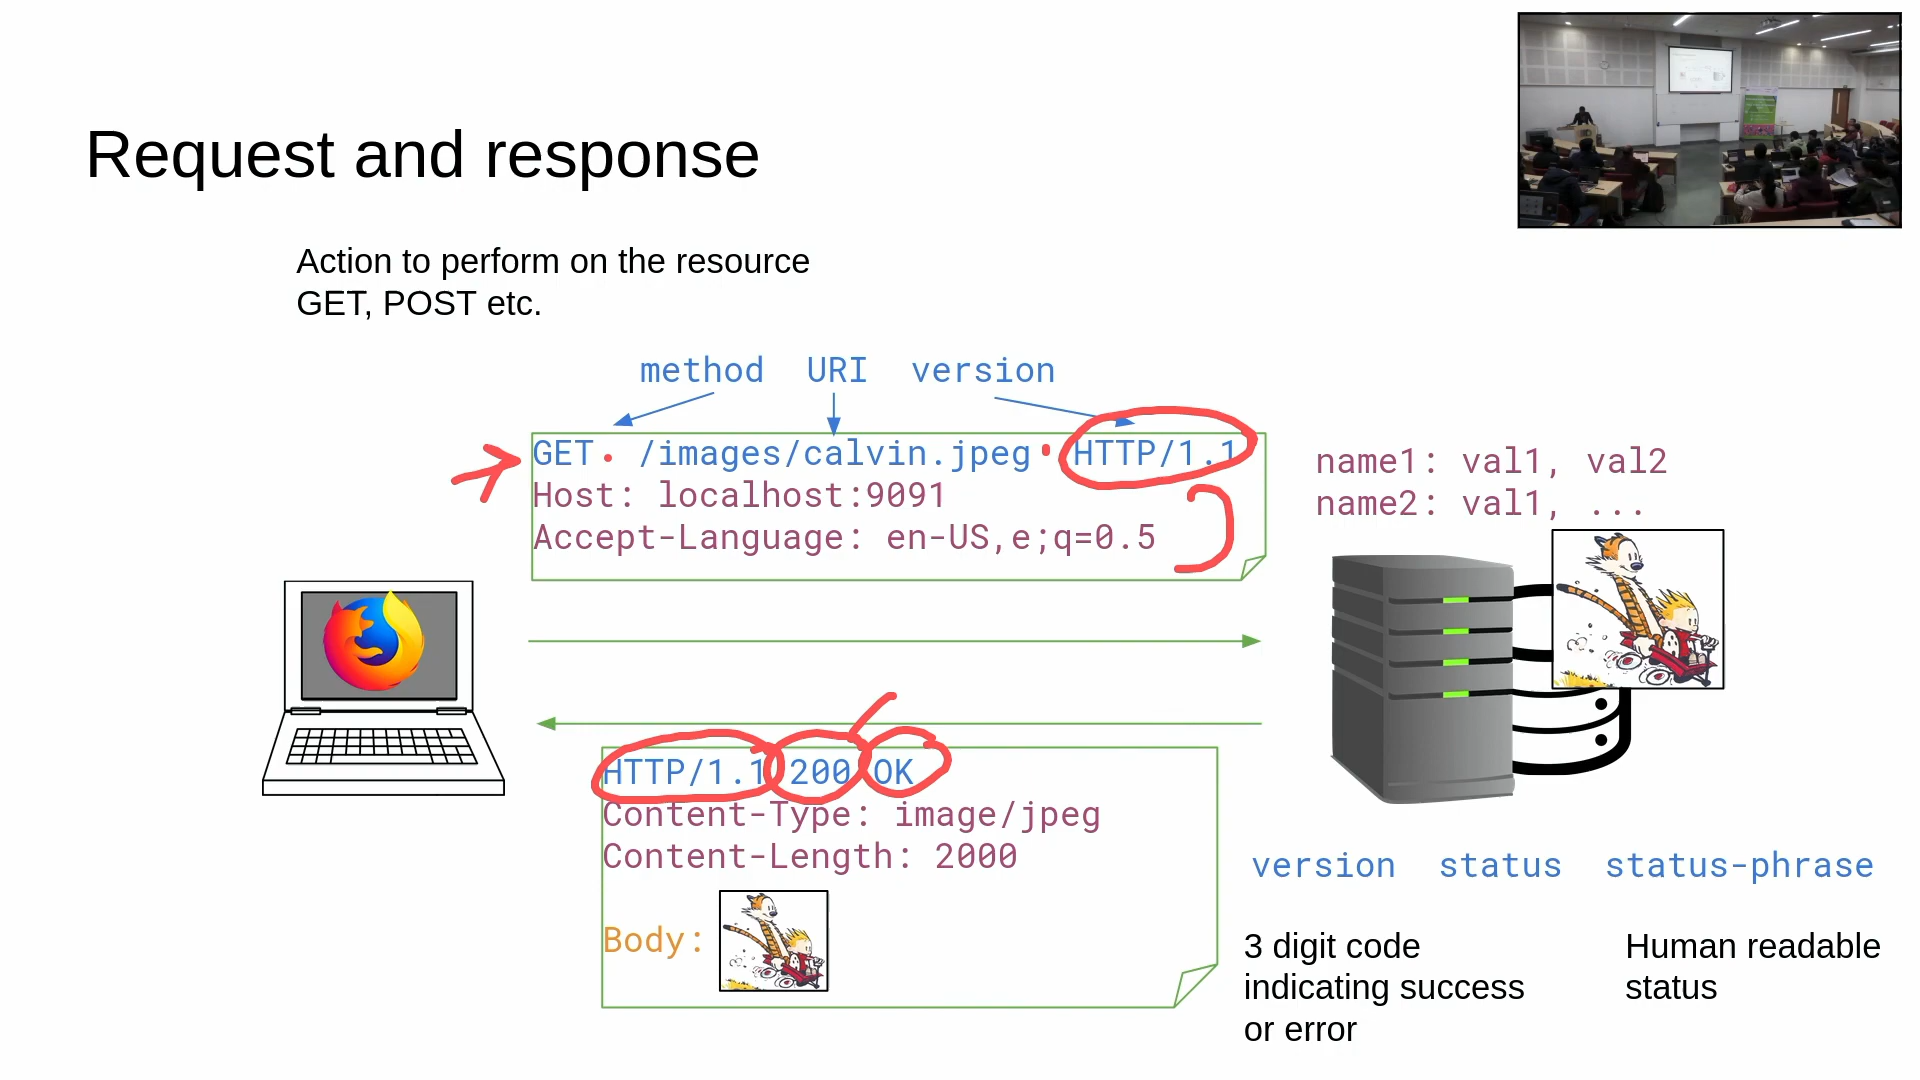 Request and response
Action to perform on the resource
GET, POST etc.
method URI version
GET /images/calvin.jpeg HTTP/1.1
Host: localhost:9091
Accept-Language: en-US,e;q=0.5
name1: val1, val2
name2: val1, ...
HTTP/1.1 200 OK
Content-Type: image/jpeg
Content-Length: 2000
Body:
version status status-phrase
3 digit code
indicating success
or error
Human readable
status